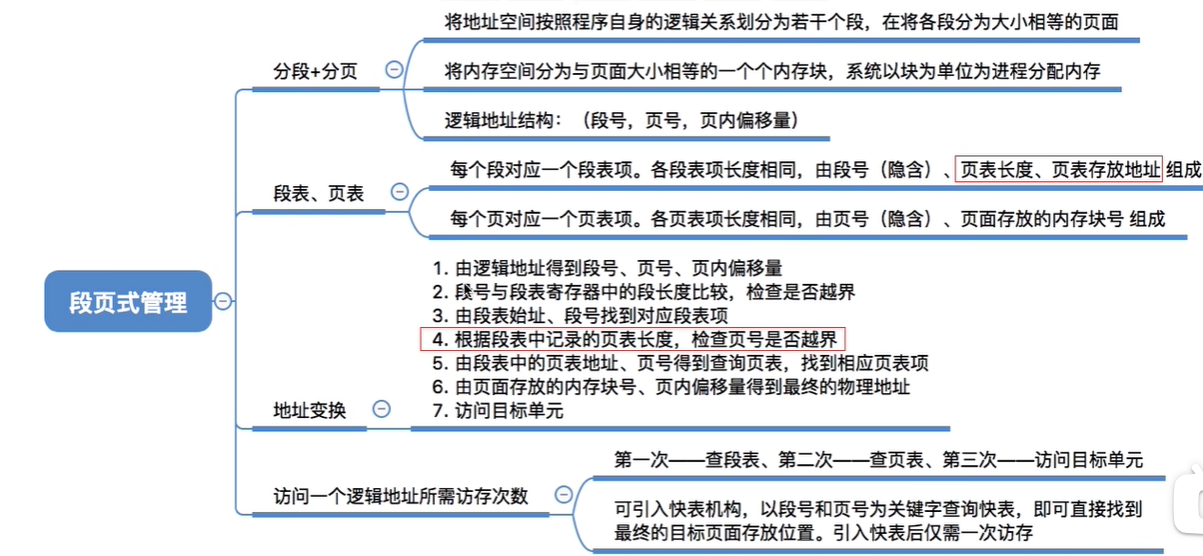 将地址空间按照程序自身的逻辑关系划分为若干个段，在将各段分为大小相等的页面
分段+分页
将内存空间分为与页面大小相等的一个个内存块，系统以块为单位为进程分配内存
逻辑地址结构：（段号，页号，页内偏移量）
每个段对应一个段表项。各段表项长度相同，由段号（隐含）、页表长度、页表存放地址 组成
段表、页表
每个页对应一个页表项。各页表项长度相同，由页号（隐含）、页面存放的内存块号 组成
段页式管理
1. 由逻辑地址得到段号、页号、页内偏移量
2. 段号与段表寄存器中的段长度比较，检查是否越界
3. 由段表始址、段号找到对应段表项
4. 根据段表中记录的页表长度，检查页号是否越界
5. 由段表中的页表地址、页号得到查询页表，找到相应页表项
6. 由页面存放的内存块号、页内偏移量得到最终的物理地址
7. 访问目标单元
地址变换
第一次——查段表、第二次——查页表、第三次——访问目标单元
访问一个逻辑地址所需访存次数
可引入快表机构，以段号和页号为关键字查询快表，即可直接找到
最终的目标页面存放位置。引入快表后仅需一次访存